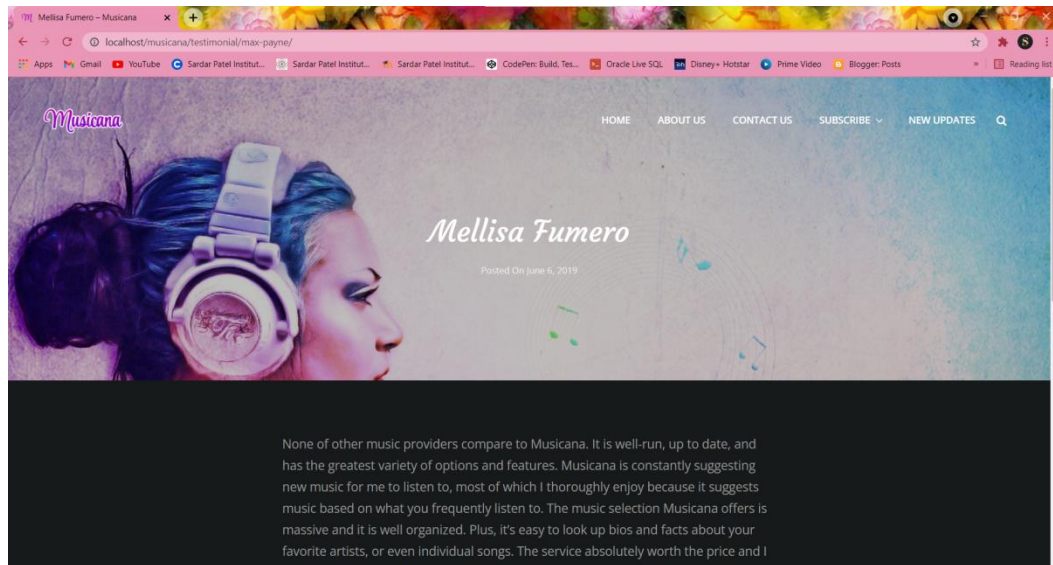 Mellisa Fumero – Musicana
localhost/musicana/testimonial/max-payne/
Apps Gmail YouTube Sardar Patel Institut... Sardar Patel Institut... Sardar Patel Institut... CodePen: Build, Tes... Oracle Live SQL Disney+ Hotstar Prime Video Blogger: Posts » Reading list
Musicana HOME ABOUT US CONTACT US SUBSCRIBE NEW UPDATES
Mellisa Fumero
Posted On June 6, 2019
None of other music providers compare to Musicana. It is well-run, up to date, and
has the greatest variety of options and features. Musicana is constantly suggesting
new music for me to listen to, most of which I thoroughly enjoy because it suggests
music based on what you frequently listen to. The music selection Musicana offers is
massive and it is well organized. Plus, it's easy to look up bios and facts about your
favorite artists, or even individual songs. The service absolutely worth the price and I